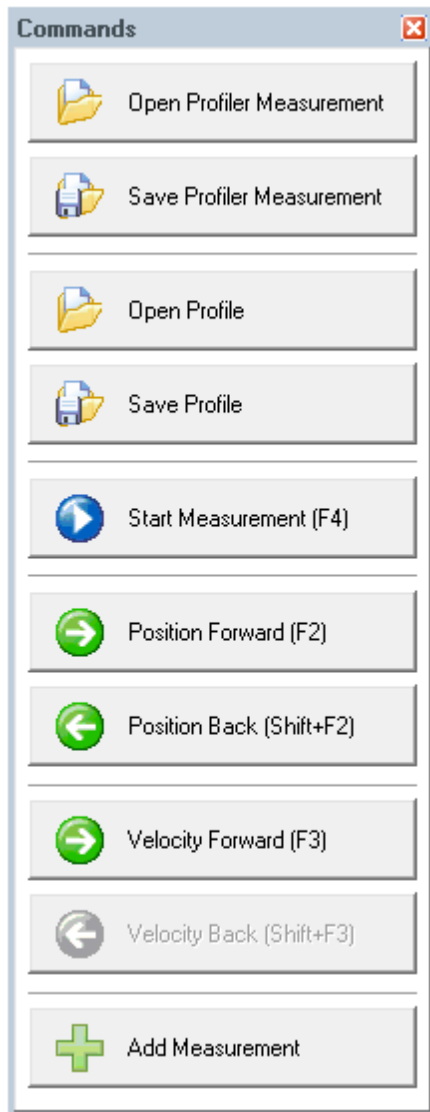 Commands
Open Profiler Measurement
Save Profiler Measurement
Open Profile
Save Profile
Start Measurement (F4)
Position Forward (F2)
Position Back (Shift+F2)
Velocity Forward (F3)
Velocity Back (Shift+F3)
Add Measurement